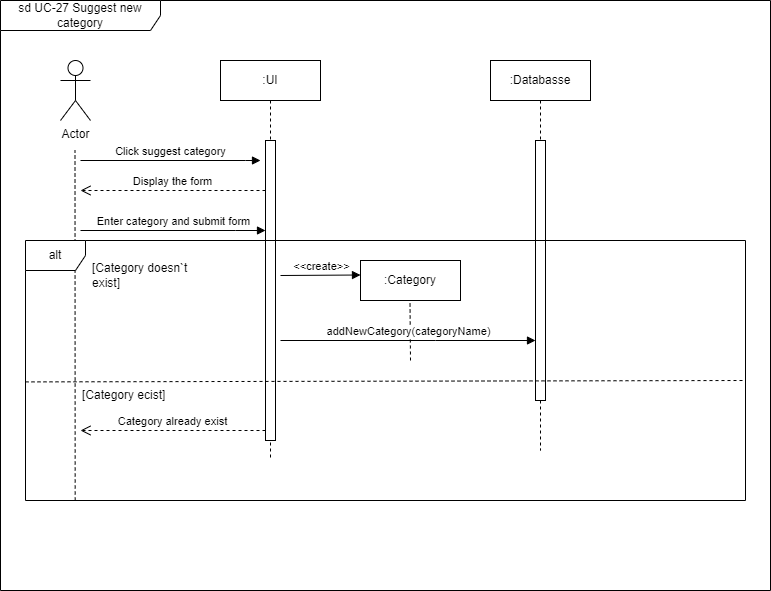 sd UC-27 Suggest new
category
:UI
:Databasse
Actor
Click suggest category
Display the form
Enter category and submit form
alt
[Category doesn`t
exist]
<<create>>
:Category
addNewCategory(categoryName)
[Category ecist]
Category already exist